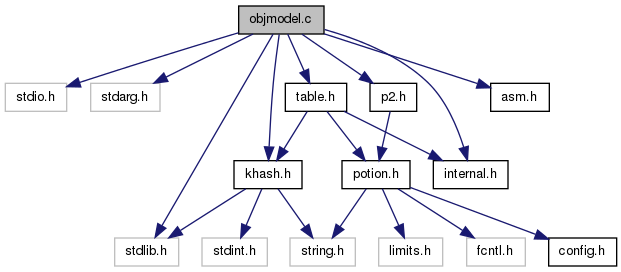 objmodel.c
stdio.h
stdarg.h
table.h
p2.h
asm.h
khash.h
potion.h
internal.h
stdlib.h
stdint.h
string.h
limits.h
fcntl.h
config.h